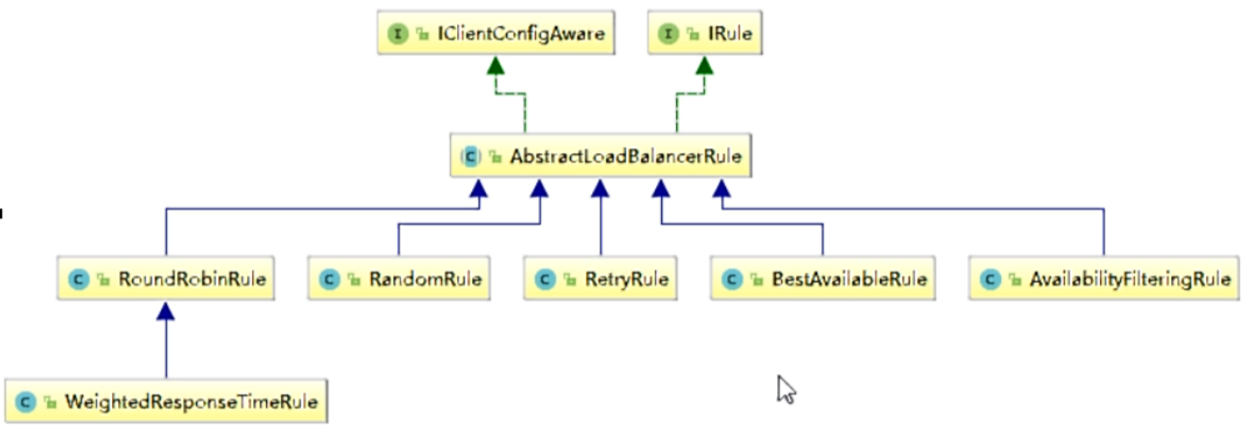 IClientConfigAware
IRule
AbstractLoadBalancerRule
RoundRobinRule
RandomRule
RetryRule
BestAvailableRule
AvailabilityFilteringRule
WeightedResponseTimeRule